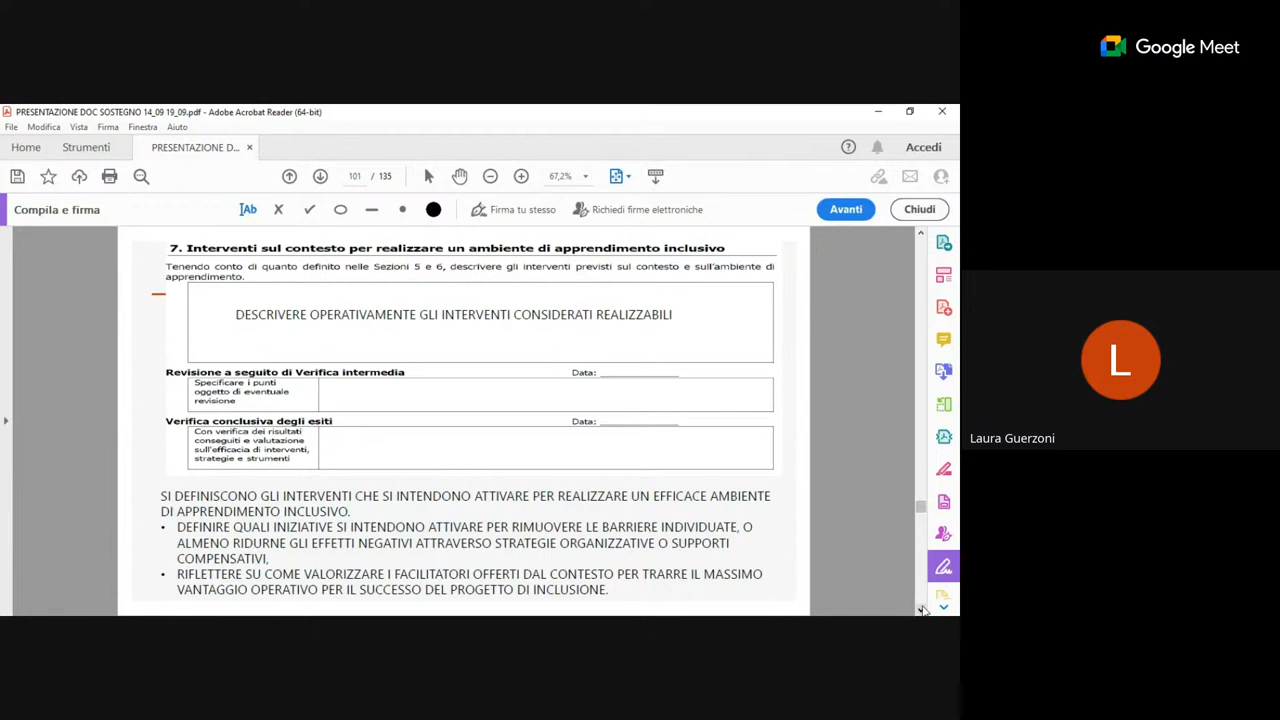 Google Meet
PRESENTAZIONE DOC SOSTEGNO 14_09 19_09.pdf - Adobe Acrobat Reader (64-bit)
File Modifica Vista Firma Finestra Aiuto
Home Strumenti PRESENTAZIONE D... × Accedi
101 / 135 67,2%
Compila e firma Ab Firma tu stesso Richiedi firme elettroniche Avanti Chiudi
7. Interventi sul contesto per realizzare un ambiente di apprendimento inclusivo
Tenendo conto di quanto definito nelle Sezioni 5 e 6, descrivere gli interventi previsti sul contesto e sull'ambiente di
apprendimento.
DESCRIVERE OPERATIVAMENTE GLI INTERVENTI CONSIDERATI REALIZZABILI
Revisione a seguito di Verifica intermedia Data: ______________
Specificare i punti
oggetto di eventuale
revisione
Verifica conclusiva degli esiti Data: ______________
Con verifica dei risultati
conseguiti e valutazione
sull'efficacia di interventi,
strategie e strumenti
SI DEFINISCONO GLI INTERVENTI CHE SI INTENDONO ATTIVARE PER REALIZZARE UN EFFICACE AMBIENTE
DI APPRENDIMENTO INCLUSIVO.
• DEFINIRE QUALI INIZIATIVE SI INTENDONO ATTIVARE PER RIMUOVERE LE BARRIERE INDIVIDUATE, O
ALMENO RIDURNE GLI EFFETTI NEGATIVI ATTRAVERSO STRATEGIE ORGANIZZATIVE O SUPPORTI
COMPENSATIVI,
• RIFLETTERE SU COME VALORIZZARE I FACILITATORI OFFERTI DAL CONTESTO PER TRARRE IL MASSIMO
VANTAGGIO OPERATIVO PER IL SUCCESSO DEL PROGETTO DI INCLUSIONE.
L
Laura Guerzoni